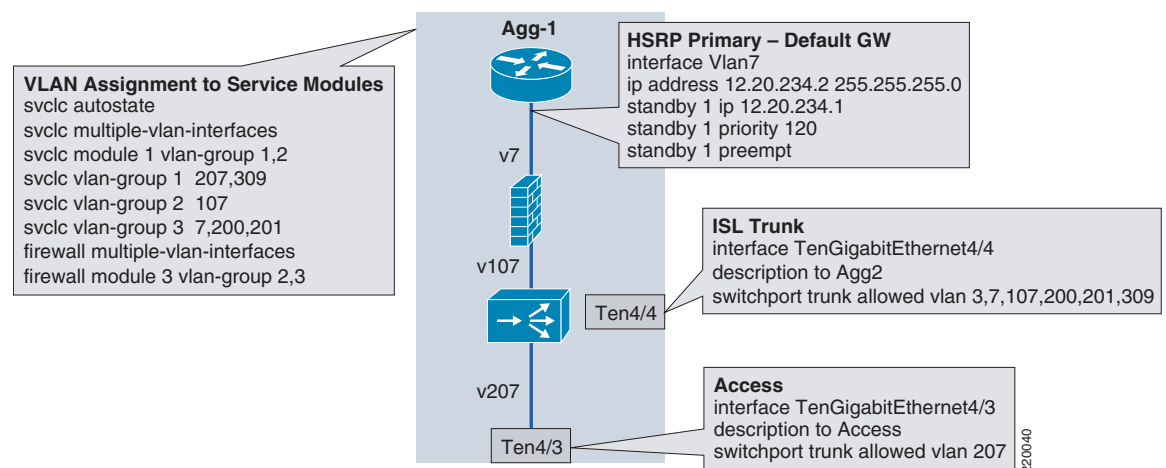 Agg-1
VLAN Assignment to Service Modules
svclc autostate
svclc multiple-vlan-interfaces
svclc module 1 vlan-group 1,2
svclc vlan-group 1 207,309
svclc vlan-group 2 107
svclc vlan-group 3 7,200,201
firewall multiple-vlan-interfaces
firewall module 3 vlan-group 2,3
HSRP Primary – Default GW
interface Vlan7
ip address 12.20.234.2 255.255.255.0
standby 1 ip 12.20.234.1
standby 1 priority 120
standby 1 preempt
v7
v107
ISL Trunk
interface TenGigabitEthernet4/4
description to Agg2
switchport trunk allowed vlan 3,7,107,200,201,309
Ten4/4
v207
Access
interface TenGigabitEthernet4/3
description to Access
switchport trunk allowed vlan 207
Ten4/3